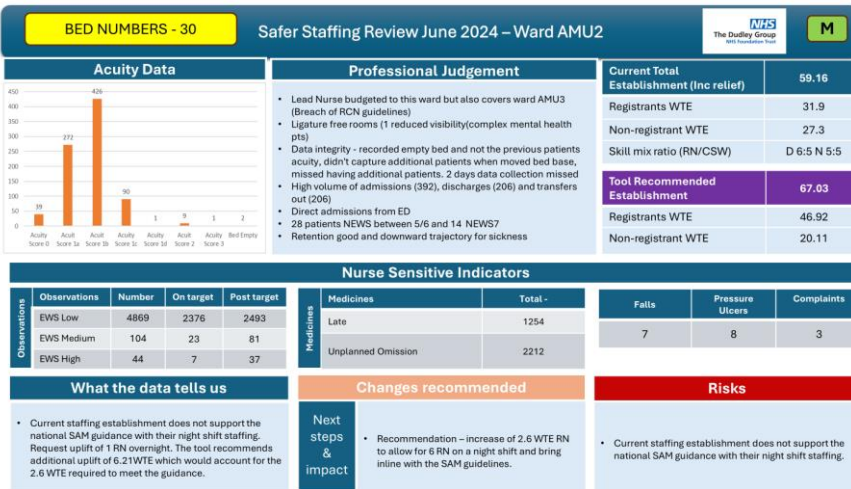 BED NUMBERS - 30
Safer Staffing Review June 2024 – Ward AMU2
NHS
The Dudley Group
NHS Foundation Trust
M
Acuity Data
450
400
350
300
250
200
150
100
50
0
39
272
426
90
1
9
1
2
Acuity Score 0
Acuit Score 1a
Acuit Score 1b
Acuity Score 1c
Acuity Score 1d
Acuit Score 2
Acuity Score 3
Bed Empty
Professional Judgement
• Lead Nurse budgeted to this ward but also covers ward AMU3
(Breach of RCN guidelines)
• Ligature free rooms (1 reduced visibility(complex mental health
pts)
• Data integrity - recorded empty bed and not the previous patients
acuity, didn't capture additional patients when moved bed base,
missed having additional patients. 2 days data collection missed
• High volume of admissions (392), discharges (206) and transfers
out (206)
• Direct admissions from ED
• 28 patients NEWS between 5/6 and 14 NEWS7
• Retention good and downward trajectory for sickness
Current Total Establishment (Inc relief) 59.16
Registrants WTE 31.9
Non-registrant WTE 27.3
Skill mix ratio (RN/CSW) D 6:5 N 5:5
Tool Recommended Establishment 67.03
Registrants WTE 46.92
Non-registrant WTE 20.11
Nurse Sensitive Indicators
Observations
Observations Number On target Post target
EWS Low 4869 2376 2493
EWS Medium 104 23 81
EWS High 44 7 37
Medicines
Medicines Total -
Late 1254
Unplanned Omission 2212
Falls Pressure Ulcers Complaints
7 8 3
What the data tells us
• Current staffing establishment does not support the
national SAM guidance with their night shift staffing.
Request uplift of 1 RN overnight. The tool recommends
additional uplift of 6.21WTE which would account for the
2.6 WTE required to meet the guidance.
Changes recommended
Next
steps
&
impact
• Recommendation – increase of 2.6 WTE RN
to allow for 6 RN on a night shift and bring
inline with the SAM guidelines.
Risks
• Current staffing establishment does not support the
national SAM guidance with their night shift staffing.